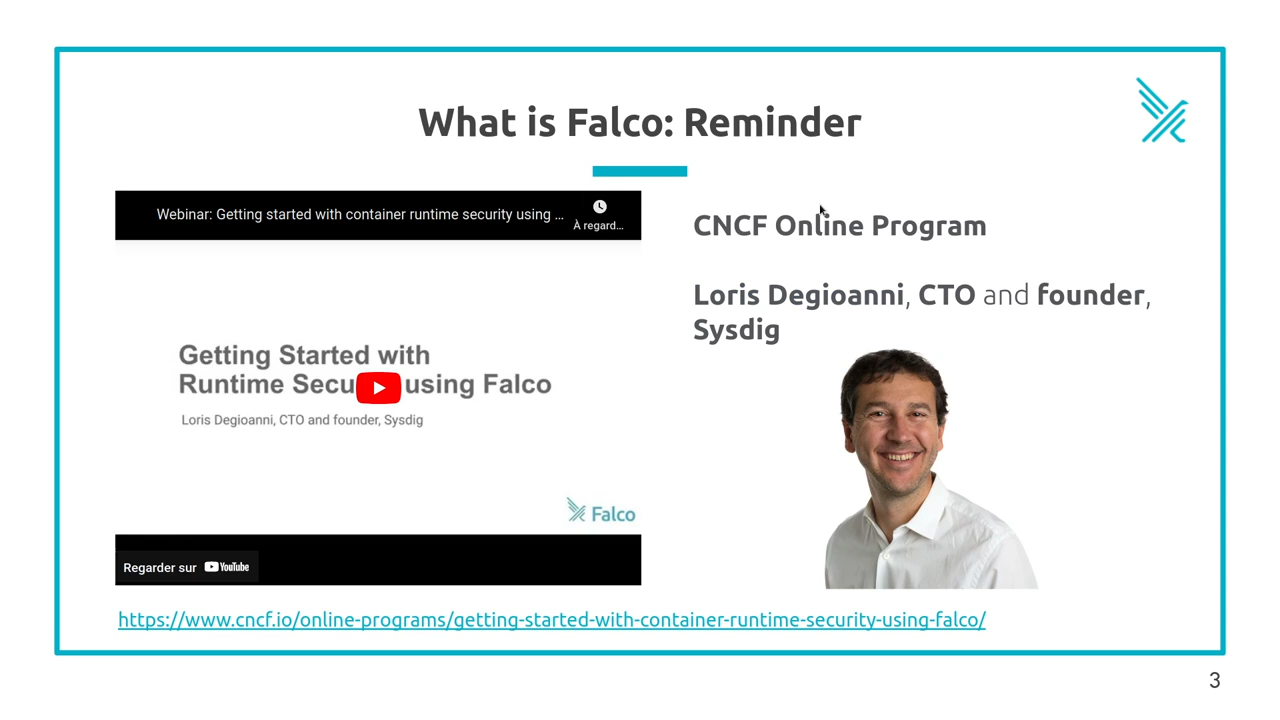 What is Falco: Reminder
Webinar: Getting started with container runtime security using ...
À regard...
Getting Started with
Runtime Secu using Falco
Loris Degioanni, CTO and founder, Sysdig
Falco
Regarder sur YouTube
CNCF Online Program
Loris Degioanni, CTO and founder,
Sysdig
https://www.cncf.io/online-programs/getting-started-with-container-runtime-security-using-falco/
3